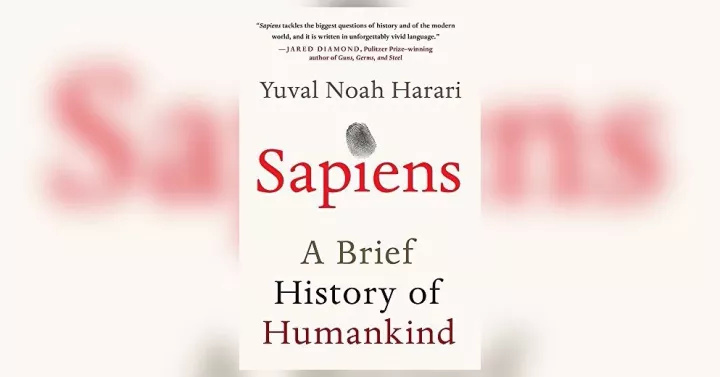 “Sapiens tackles the biggest questions of history and of the modern
world, and it is written in unforgettably vivid language.”
—JARED DIAMOND, Pulitzer Prize–winning
author of Guns, Germs, and Steel
Yuval Noah Harari
Sapiens
A Brief
History of
Humankind